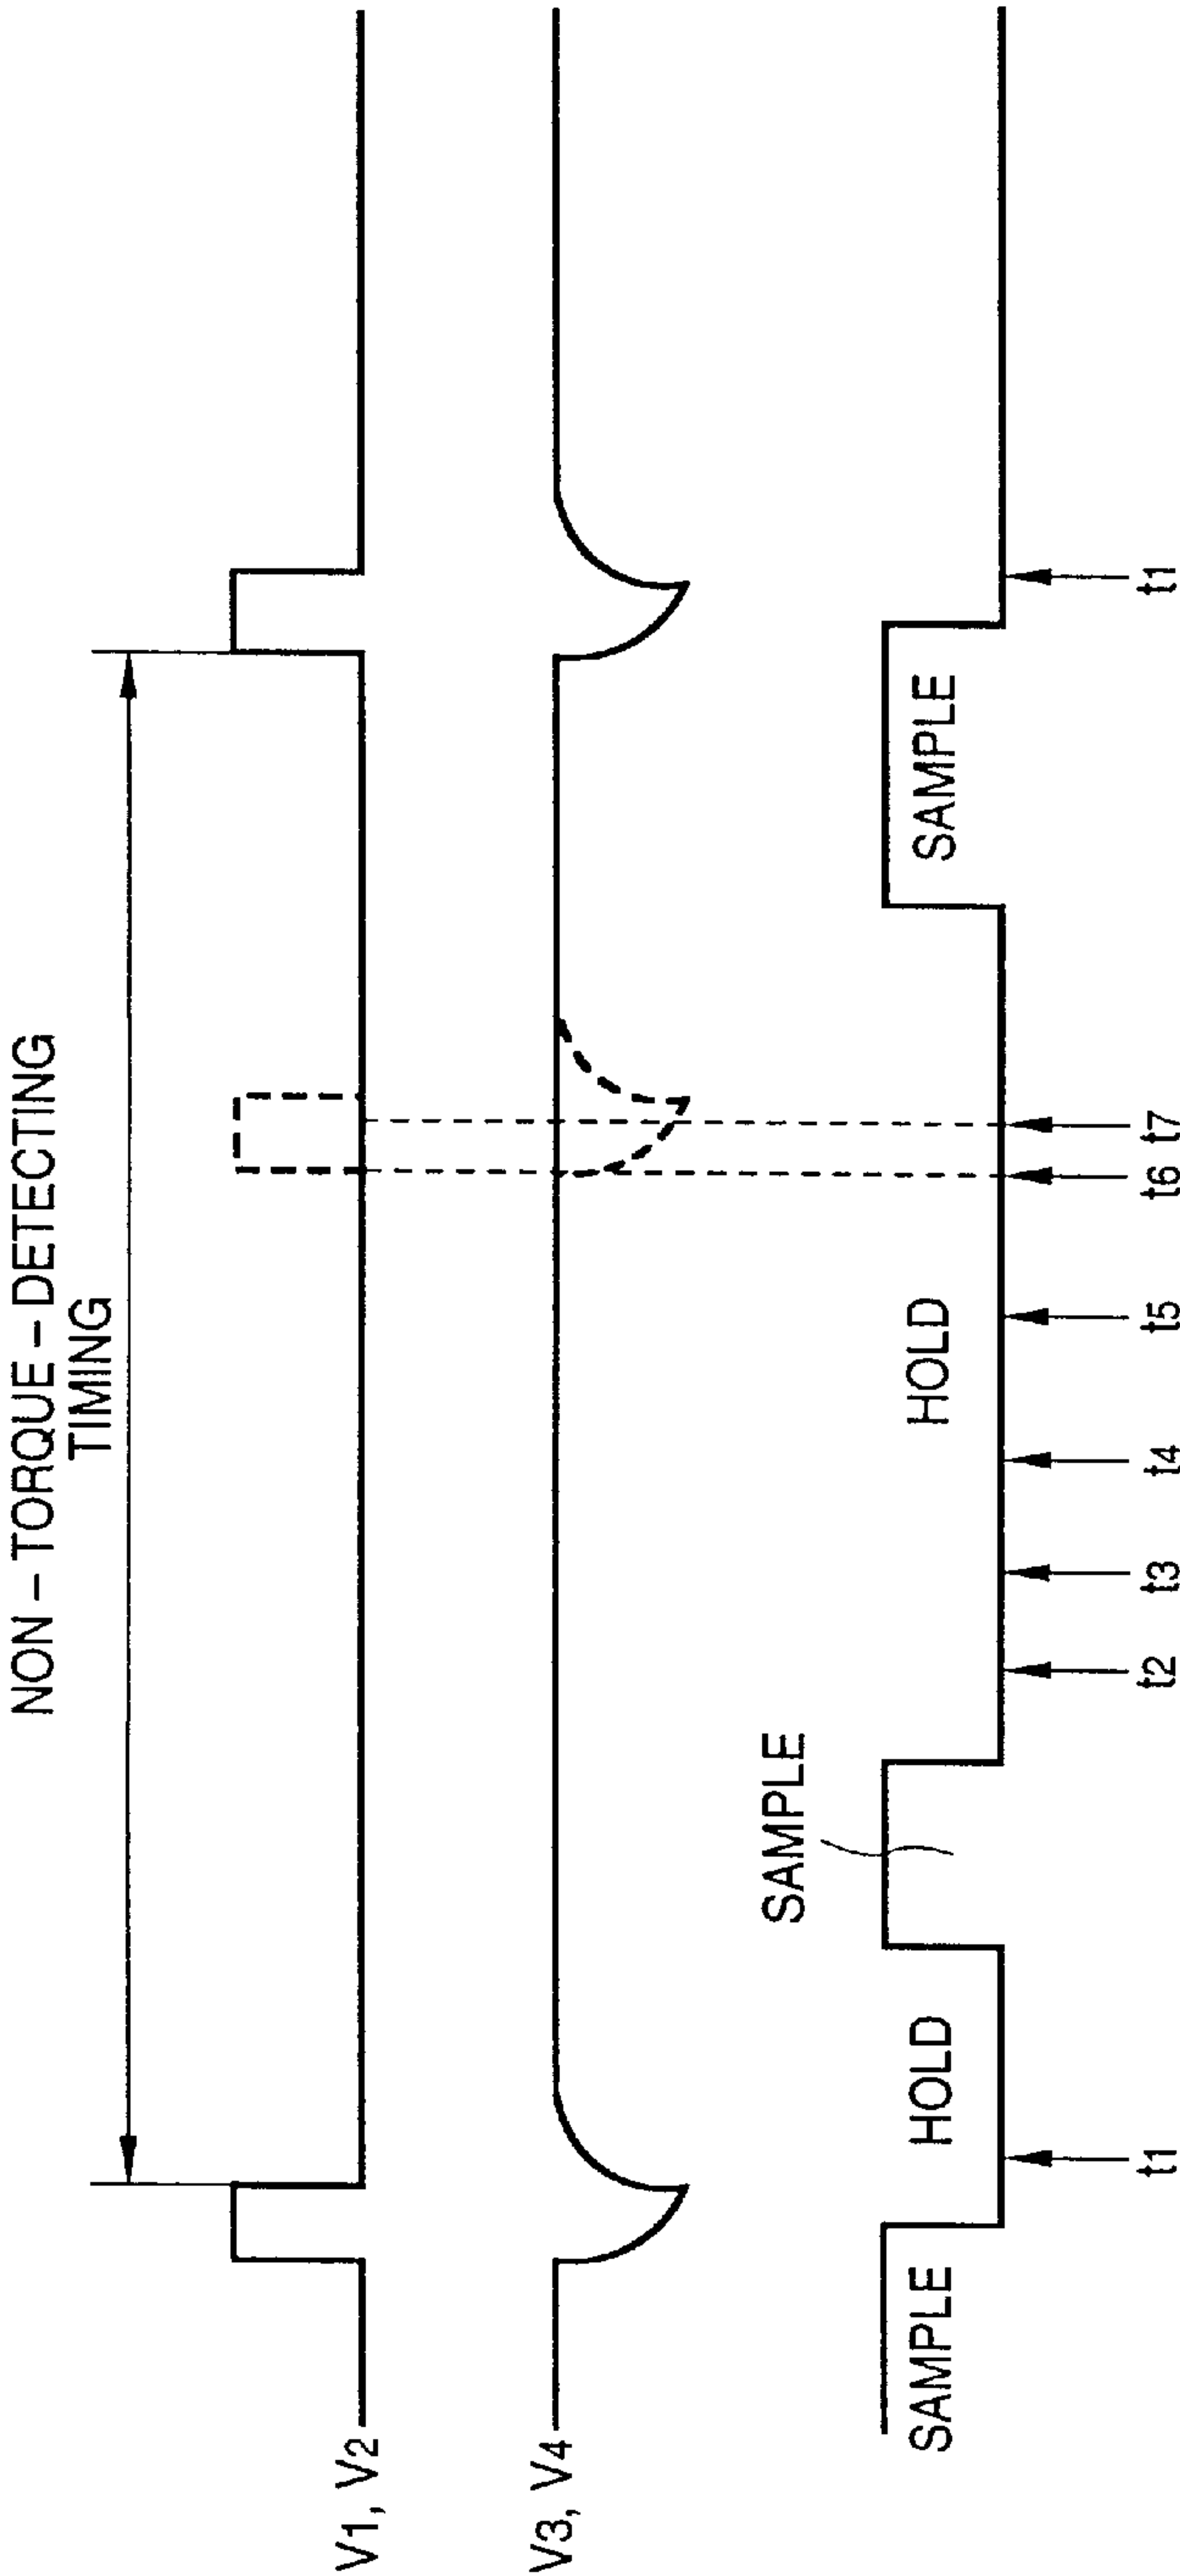 NON – TORQUE – DETECTING
TIMING
V1, V2
V3, V4
SAMPLE
HOLD
SAMPLE
HOLD
SAMPLE
t1
t2
t3
t4
t5
t6
t7
t1